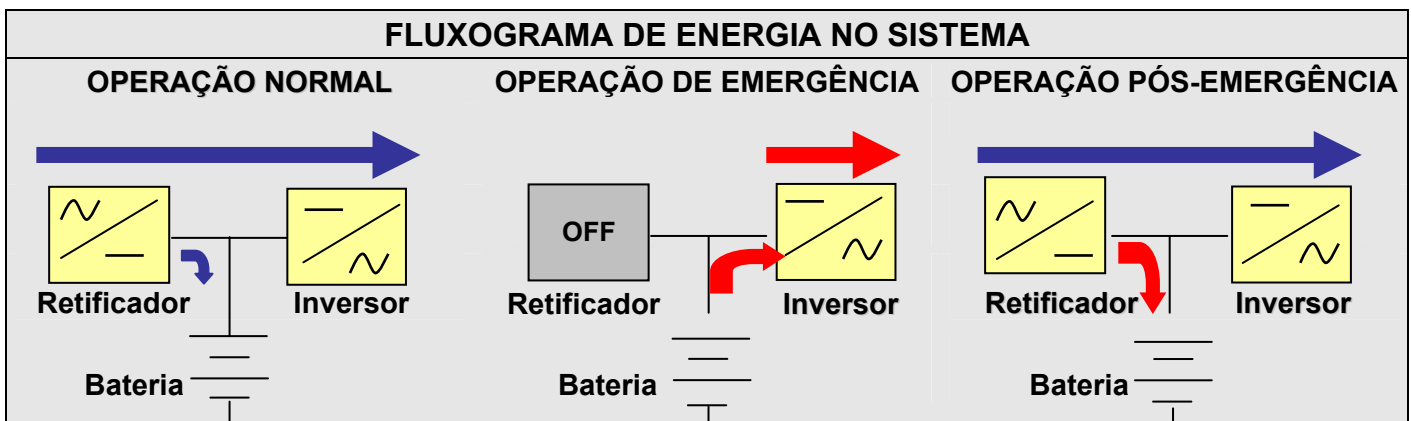 FLUXOGRAMA DE ENERGIA NO SISTEMA
OPERAÇÃO NORMAL
Retificador
Inversor
Bateria
OPERAÇÃO DE EMERGÊNCIA
OFF
Retificador
Inversor
Bateria
OPERAÇÃO PÓS-EMERGÊNCIA
Retificador
Inversor
Bateria